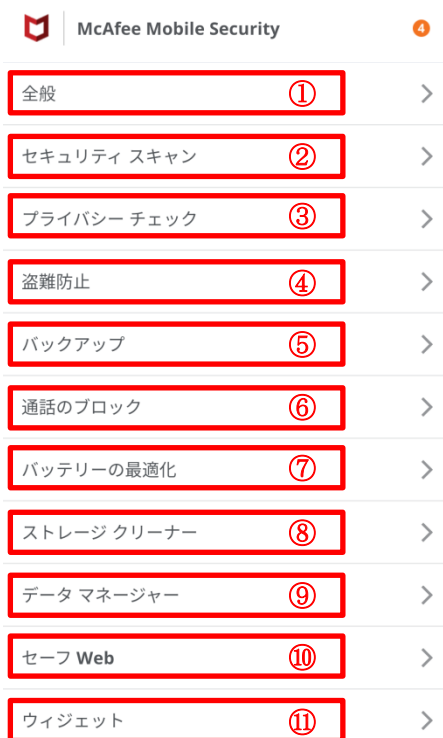 McAfee Mobile Security 4
全般 ①
セキュリティ スキャン ②
プライバシー チェック ③
盗難防止 ④
バックアップ ⑤
通話のブロック ⑥
バッテリーの最適化 ⑦
ストレージ クリーナー ⑧
データ マネージャー ⑨
セーフ Web ⑩
ウィジェット ⑪